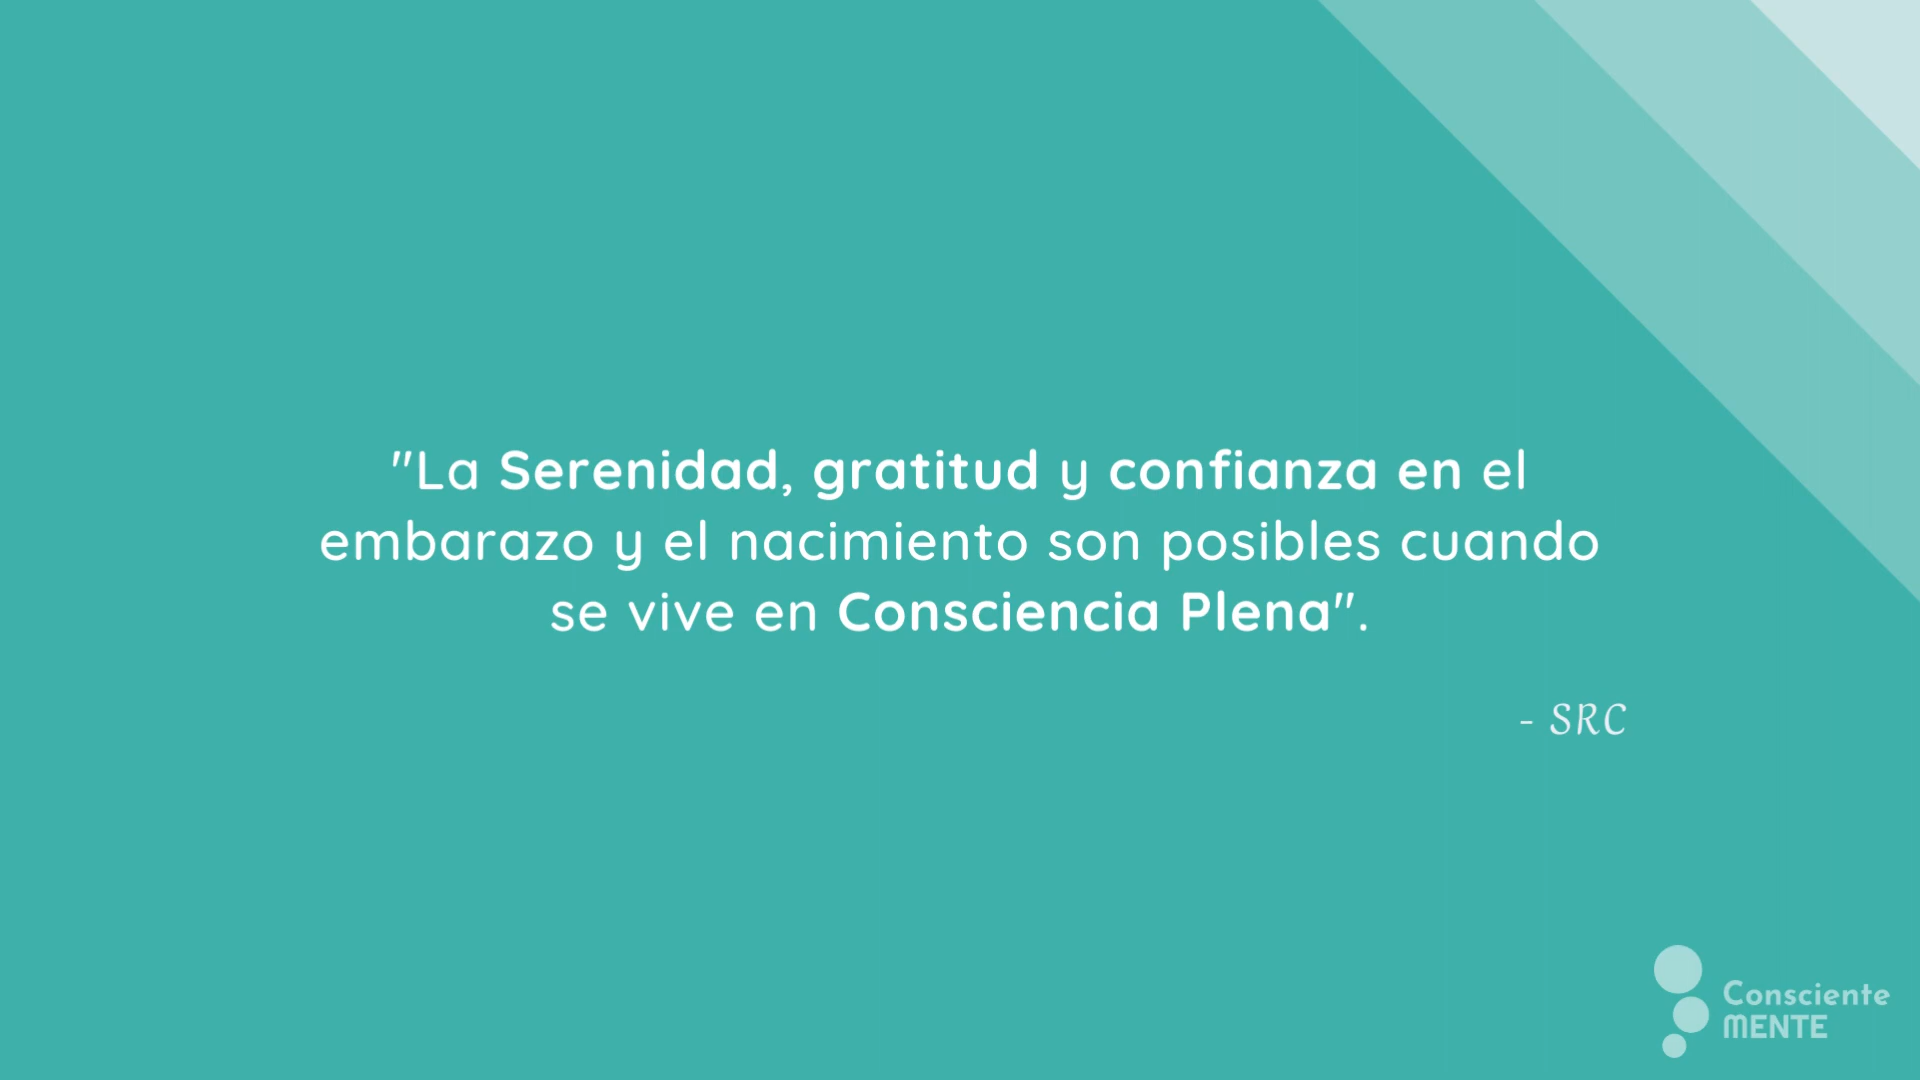 "La Serenidad, gratitud y confianza en el
embarazo y el nacimiento son posibles cuando
se vive en Consciencia Plena".
- SRC
Consciente
MENTE